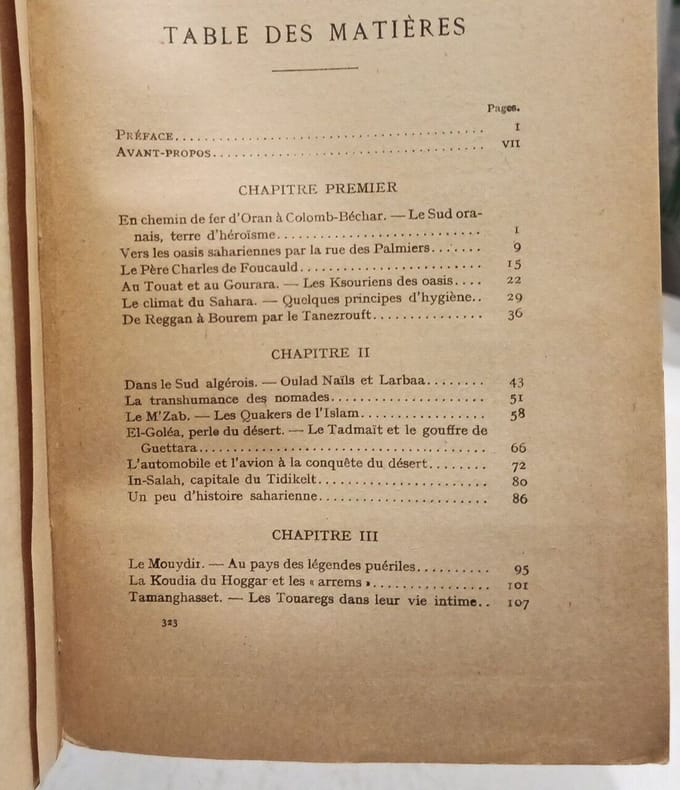 TABLE DES MATIÈRES
Pages.
PRÉFACE........................................ I
AVANT-PROPOS................................... VII
CHAPITRE PREMIER
En chemin de fer d'Oran à Colomb-Béchar. — Le Sud ora-
nais, terre d'héroïsme............................ 1
Vers les oasis sahariennes par la rue des Palmiers....... 9
Le Père Charles de Foucauld......................... 15
Au Touat et au Gourara. — Les Ksouriens des oasis.... 22
Le climat du Sahara. — Quelques principes d'hygiène.. 29
De Reggan à Bourem par le Tanezrouft............... 36
CHAPITRE II
Dans le Sud algérois. — Oulad Naïls et Larbaa........ 43
La transhumance des nomades..................... 51
Le M'Zab. — Les Quakers de l'Islam................. 58
El-Goléa, perle du désert. — Le Tadmaït et le gouffre de
Guettara...................................... 66
L'automobile et l'avion à la conquête du désert........ 72
In-Salah, capitale du Tidikelt....................... 80
Un peu d'histoire saharienne....................... 86
CHAPITRE III
Le Mouydir. — Au pays des légendes puériles.......... 95
La Koudia du Hoggar et les « arrems »................ 101
Tamanghasset. — Les Touaregs dans leur vie intime.. 107
323